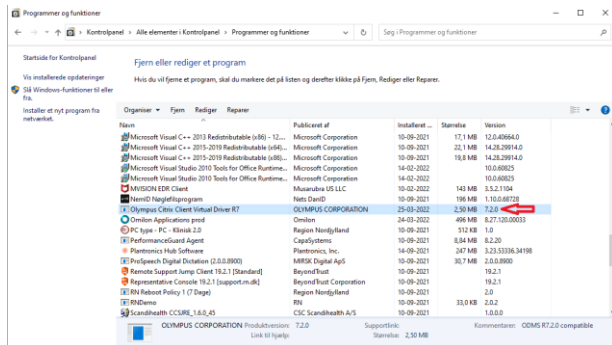 Programmer og funktioner
Kontrolpanel > Alle elementer i Kontrolpanel > Programmer og funktioner
Søg i Programmer og funktioner
Startside for Kontrolpanel
Vis installerede opdateringer
Slå Windows-funktioner til eller fra.
Installer et nyt program fra netværket.
Fjern eller rediger et program
Hvis du vil fjerne et program, skal du markere det på listen og derefter klikke på Fjern, Rediger eller Reparer.
Organiser Fjern Rediger Reparer
Navn Publiceret af Installeret ... Størrelse Version
Microsoft Visual C++ 2013 Redistributable (x86) - 12.... Microsoft Corporation 10-09-2021 17,1 MB 12.0.40664.0
Microsoft Visual C++ 2015-2019 Redistributable (x64)... Microsoft Corporation 10-09-2021 22,1 MB 14.28.29914.0
Microsoft Visual C++ 2015-2019 Redistributable (x86)... Microsoft Corporation 10-09-2021 19,8 MB 14.28.29914.0
Microsoft Visual Studio 2010 Tools for Office Runtime... Microsoft Corporation 14-02-2022 10.0.60825
Microsoft Visual Studio 2010 Tools for Office Runtime... Microsoft Corporation 14-02-2022 10.0.60825
MVISION EDR Client Musarubra US LLC 10-02-2022 143 MB 3.5.2.1104
NemID Nøglefilsprogram Nets DanID 10-09-2021 196 MB 1.10.0.68728
Olympus Citrix Client Virtual Driver R7 OLYMPUS CORPORATION 25-03-2022 2,50 MB 7.2.0
Omilon Applications prod Omilon 24-03-2022 496 MB 8.27.120.00033
PC type - PC - Klinisk 2.0 Region Nordjylland 10-09-2021 512 KB 1.0
PerformanceGuard Agent CapaSystems 10-09-2021 8,84 MB 8.2.20
Plantronics Hub Software Plantronics, Inc. 14-09-2021 247 MB 3.23.53336.34198
ProSpeech Digital Dictation (2.0.0.8900) MIRSK Digital ApS 10-09-2021 30,7 MB 2.0.0.8900
Remote Support Jump Client 19.2.1 [Standard] BeyondTrust 10-09-2021 19.2.1
Representative Console 19.2.1 [support.rn.dk] BeyondTrust Corporation 10-09-2021 19.2.1
RN Reboot Policy 1 (7 Dage) Region Nordjylland 10-09-2021 2.0
RNDemo RN 10-09-2021 33,0 KB 2.0.2
Scandihealth CCSJRE_1.6.0_45 CSC Scandihealth A/S 10-09-2021 1.0.0.0
OLYMPUS CORPORATION Produktversion: 7.2.0 Supportlink: Kommentarer: ODMS R7.2.0 compatible
Link til hjælp: Størrelse: 2,50 MB